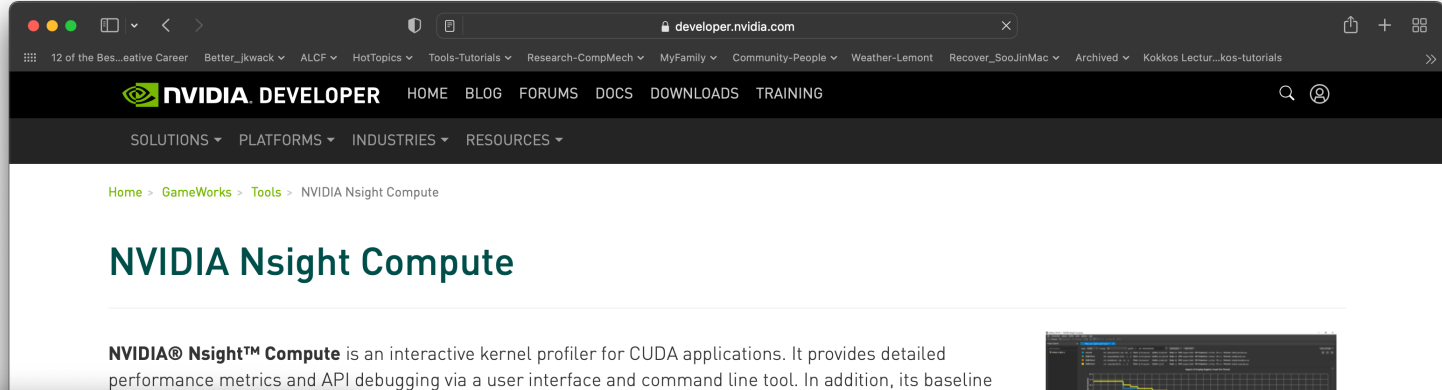 developer.nvidia.com
12 of the Bes...eative Career Better_jkwack ALCF HotTopics Tools-Tutorials Research-CompMech MyFamily Community-People Weather-Lemont Recover_SooJinMac Archived Kokkos Lectur...kos-tutorials
NVIDIA. DEVELOPER HOME BLOG FORUMS DOCS DOWNLOADS TRAINING
SOLUTIONS PLATFORMS INDUSTRIES RESOURCES
Home > GameWorks > Tools > NVIDIA Nsight Compute
NVIDIA Nsight Compute
NVIDIA® Nsight™ Compute is an interactive kernel profiler for CUDA applications. It provides detailed
performance metrics and API debugging via a user interface and command line tool. In addition, its baseline